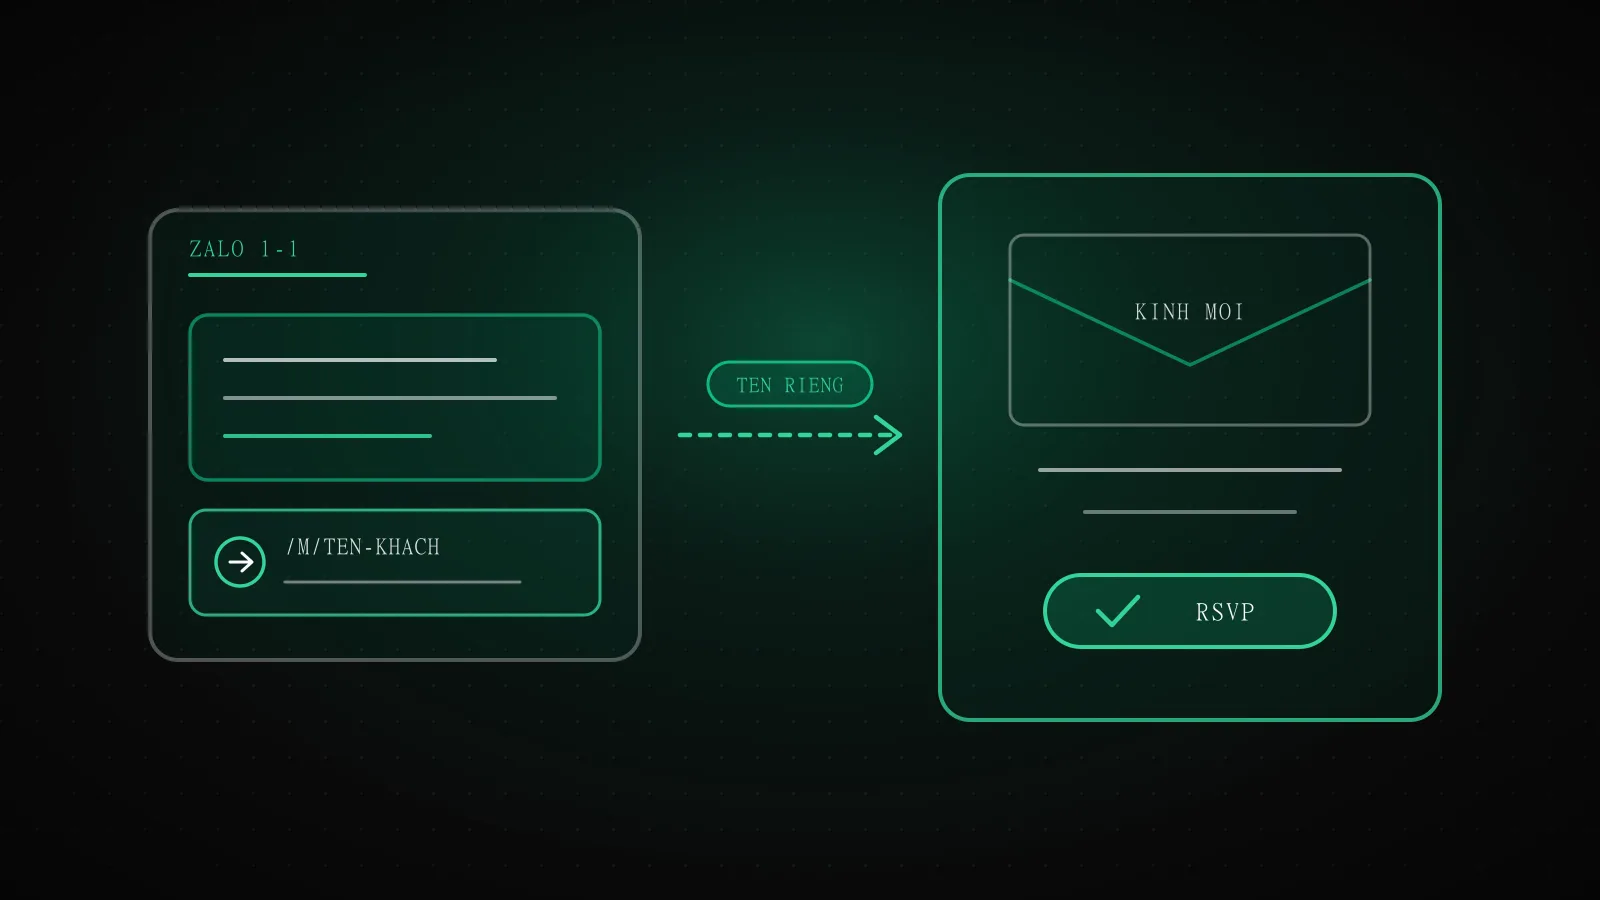 ZALO 1-1
/M/TEN-KHACH
TEN RIENG
KINH MOI
RSVP